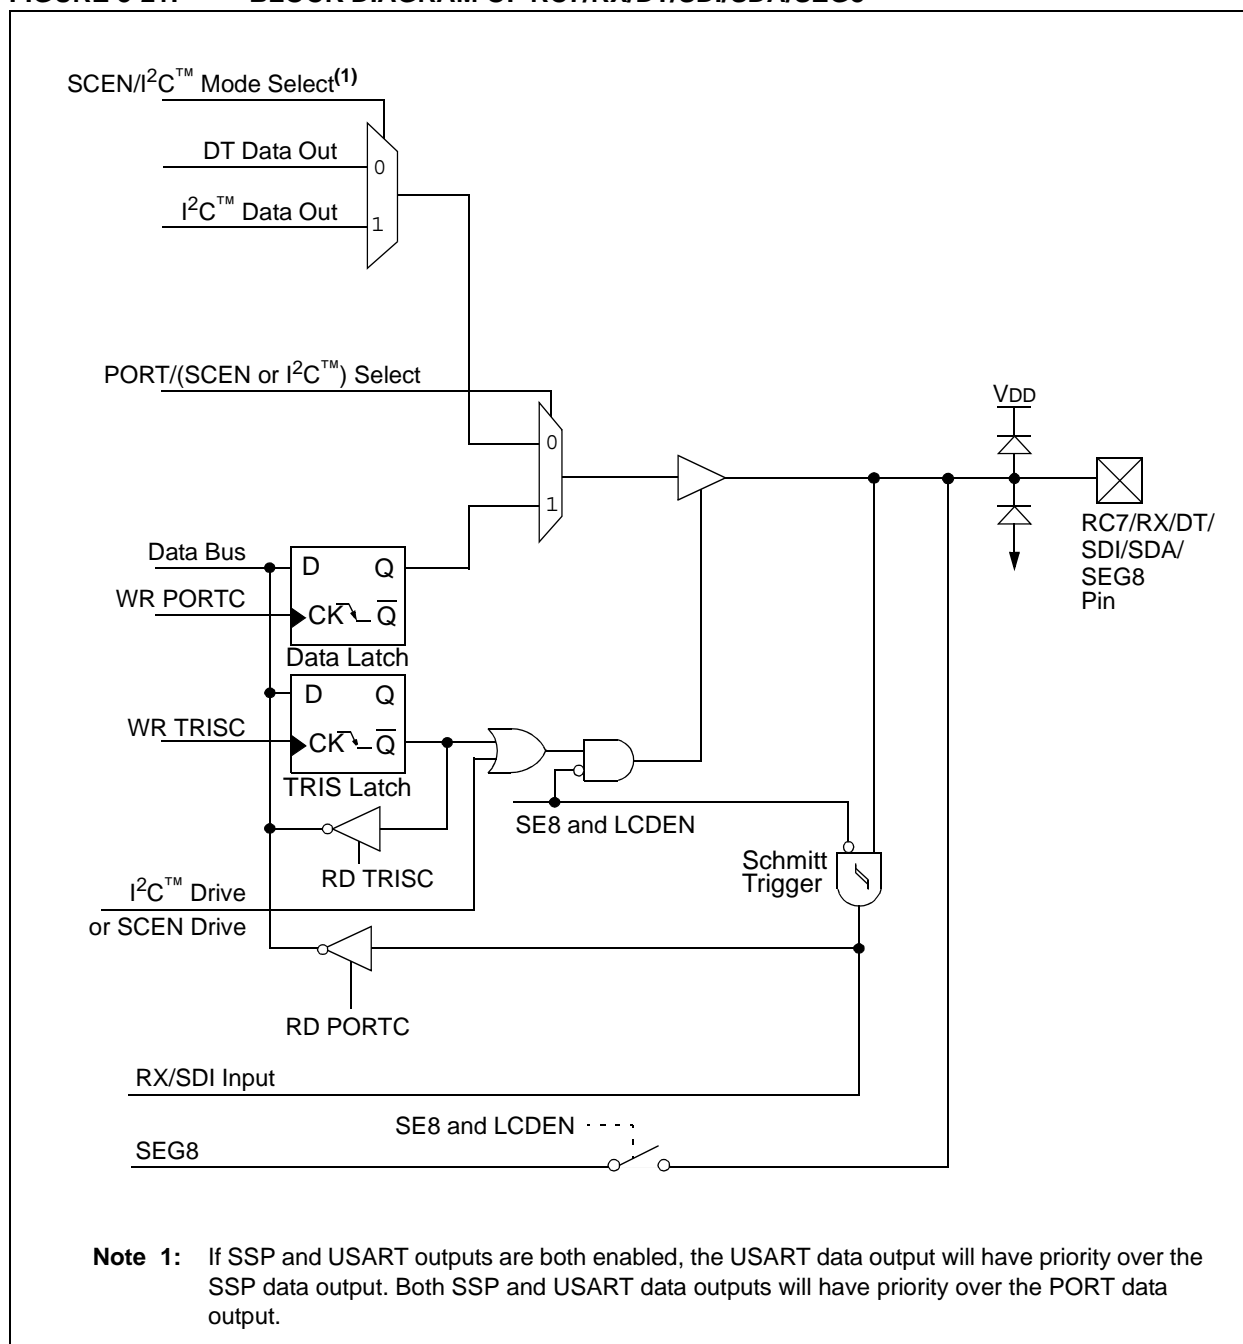 SCEN/I²C™ Mode Select(1)
DT Data Out
0
I²C™ Data Out
1
PORT/(SCEN or I²C™) Select
VDD
0
1
RC7/RX/DT/
SDI/SDA/
SEG8
Pin
Data Bus
D Q
WR PORTC
CK Q̅
Data Latch
D Q
WR TRISC
CK Q̅
TRIS Latch
SE8 and LCDEN
RD TRISC
Schmitt
Trigger
I²C™ Drive
or SCEN Drive
RD PORTC
RX/SDI Input
SE8 and LCDEN
SEG8
Note 1: If SSP and USART outputs are both enabled, the USART data output will have priority over the
SSP data output. Both SSP and USART data outputs will have priority over the PORT data
output.